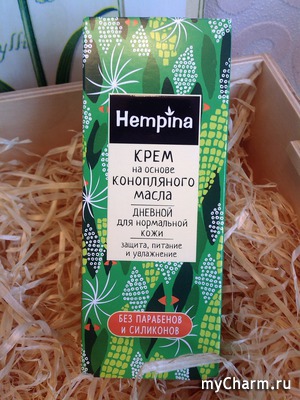 Hempina
КРЕМ
на основе
КОНОПЛЯНОГО
МАСЛА
ДНЕВНОЙ
для нормальной
кожи
защита, питание
и увлажнение
БЕЗ ПАРАБЕНОВ
И СИЛИКОНОВ
myCharm.ru